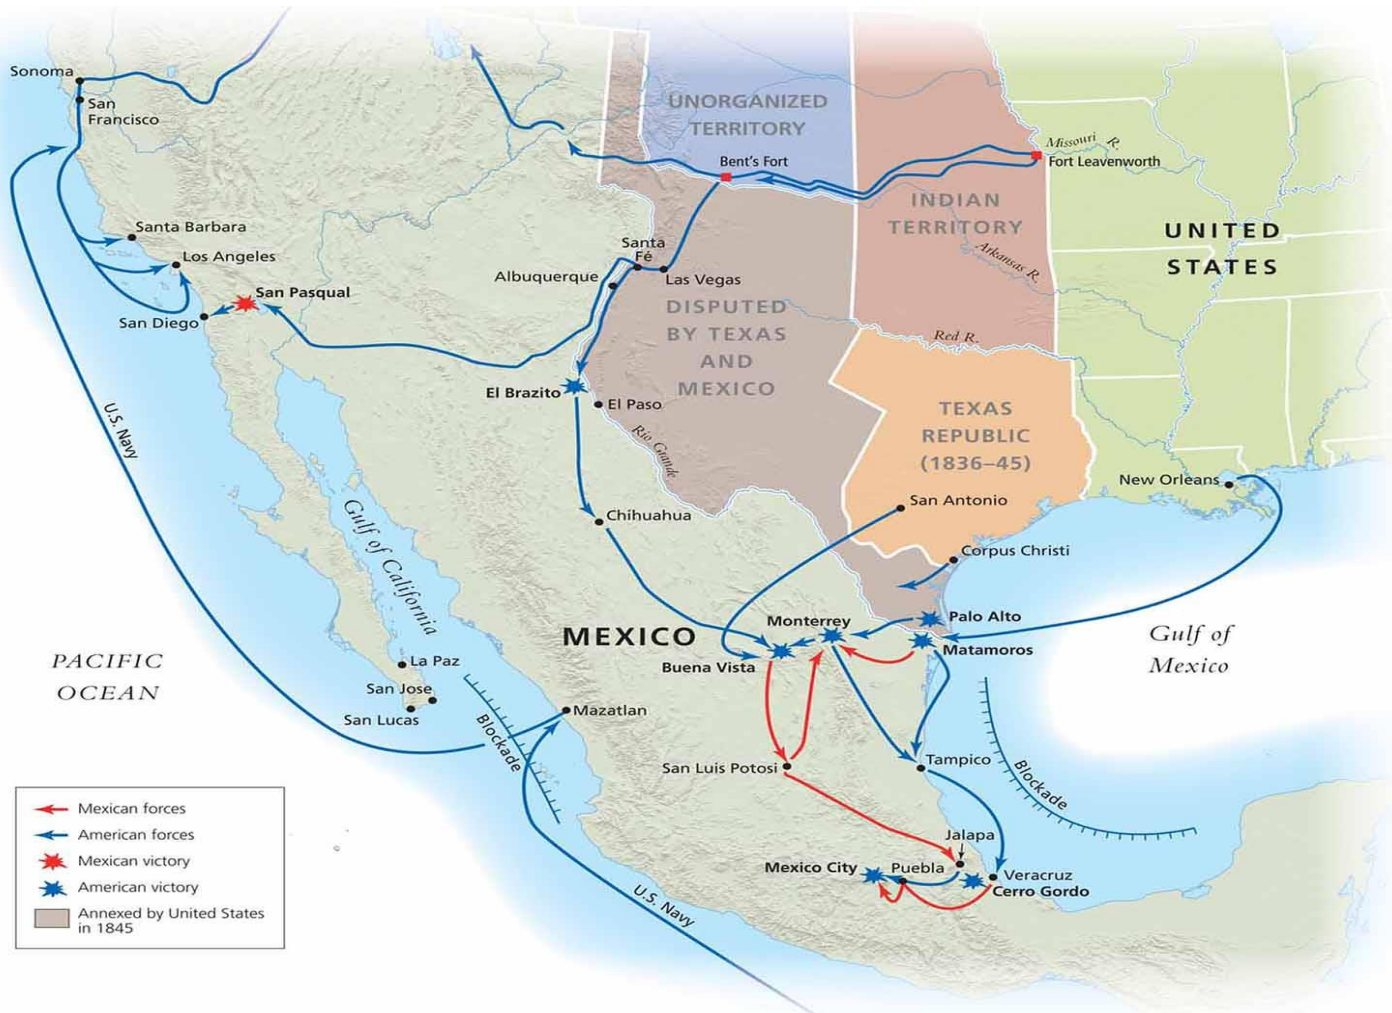 Sonoma
San
Francisco
UNORGANIZED
TERRITORY
Bent's Fort
Missouri R.
Fort Leavenworth
INDIAN
TERRITORY
Arkansas R.
UNITED
STATES
Santa Barbara
Los Angeles
San Pasqual
San Diego
Santa
Fé
Albuquerque
Las Vegas
DISPUTED
BY TEXAS
AND
MEXICO
Red R.
El Brazito
El Paso
Rio Grande
TEXAS
REPUBLIC
(1836–45)
New Orleans
San Antonio
U.S. Navy
Chihuahua
Gulf of California
Corpus Christi
Monterrey
Palo Alto
MEXICO
Matamoros
Buena Vista
Gulf of
Mexico
PACIFIC
OCEAN
La Paz
San Jose
San Lucas
Mazatlan
Blockade
San Luis Potosi
Tampico
Blockade
Jalapa
Mexico City
Puebla
Veracruz
Cerro Gordo
U.S. Navy
Mexican forces
American forces
Mexican victory
American victory
Annexed by United States
in 1845